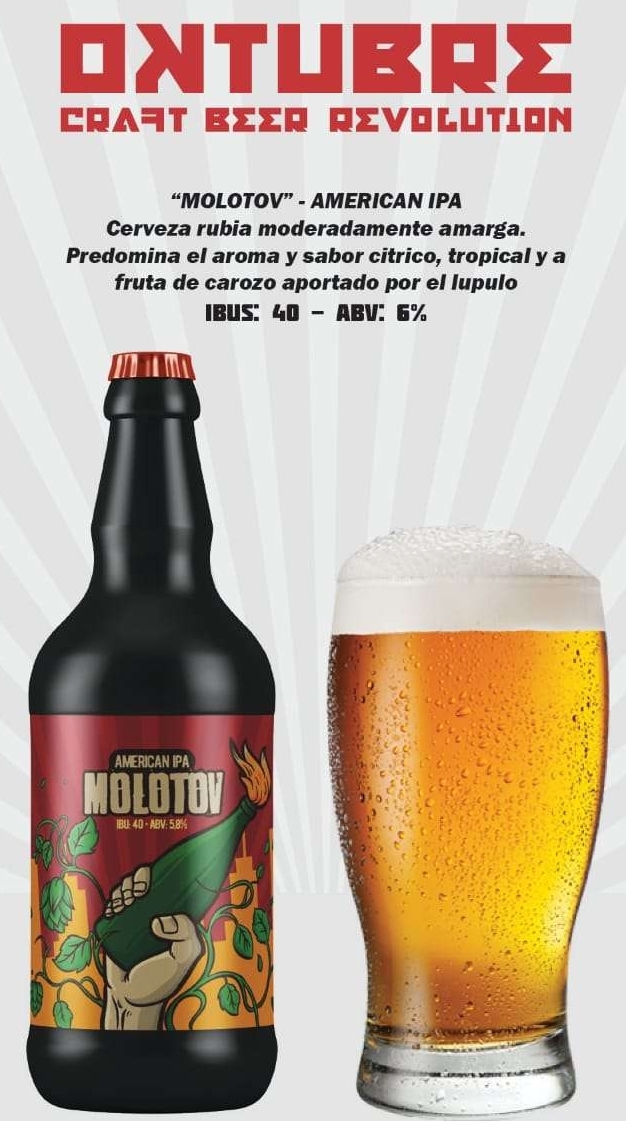 OKTUBRE
CRAFT BEER REVOLUTION
“MOLOTOV” - AMERICAN IPA
Cerveza rubia moderadamente amarga.
Predomina el aroma y sabor citrico, tropical y a
fruta de carozo aportado por el lupulo
IBUS: 40 - ABV: 6%
AMERICAN IPA
MOLOTOV
IBU: 40 · ABV: 5,8%